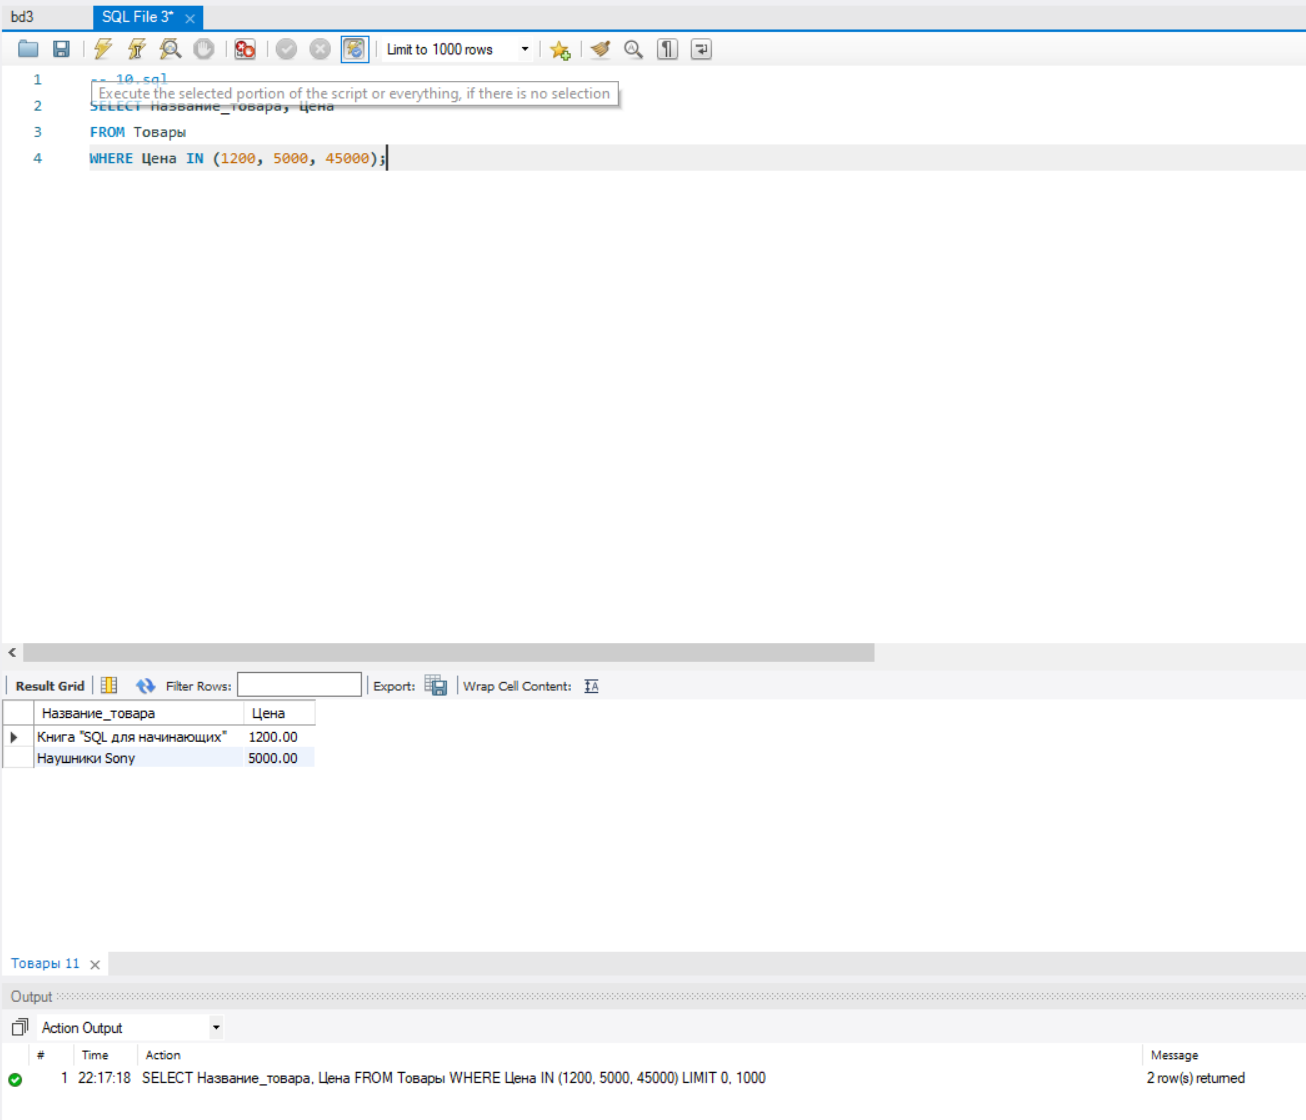 bd3 SQL File 3*
Limit to 1000 rows
1 -- 10.sql
Execute the selected portion of the script or everything, if there is no selection
2 SELECT Название_товара, Цена
3 FROM Товары
4 WHERE Цена IN (1200, 5000, 45000);
Result Grid Filter Rows: Export: Wrap Cell Content:
Название_товара Цена
Книга "SQL для начинающих" 1200.00
Наушники Sony 5000.00
Товары 11
Output
Action Output
# Time Action Message
1 22:17:18 SELECT Название_товара, Цена FROM Товары WHERE Цена IN (1200, 5000, 45000) LIMIT 0, 1000 2 row(s) returned